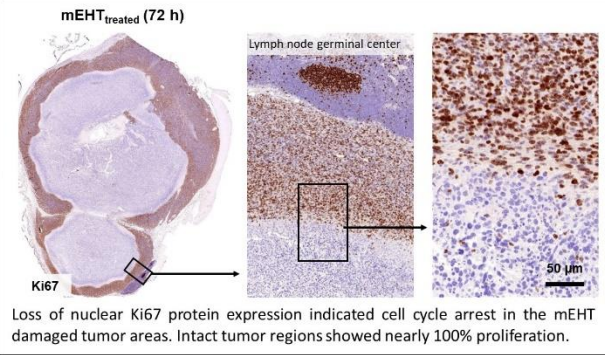 mEHTtreated (72 h)
Lymph node germinal center
Ki67
50 µm
Loss of nuclear Ki67 protein expression indicated cell cycle arrest in the mEHT
damaged tumor areas. Intact tumor regions showed nearly 100% proliferation.